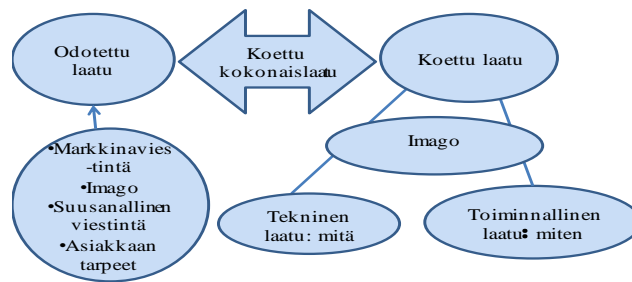 Odotettu
laatu
Koettu
kokonaislaatu
Koettu laatu
•Markkinavies
-tintä
•Imago
•Suusanallinen
viestintä
•Asiakkaan
tarpeet
Imago
Tekninen
laatu: mitä
Toiminnallinen
laatu: miten